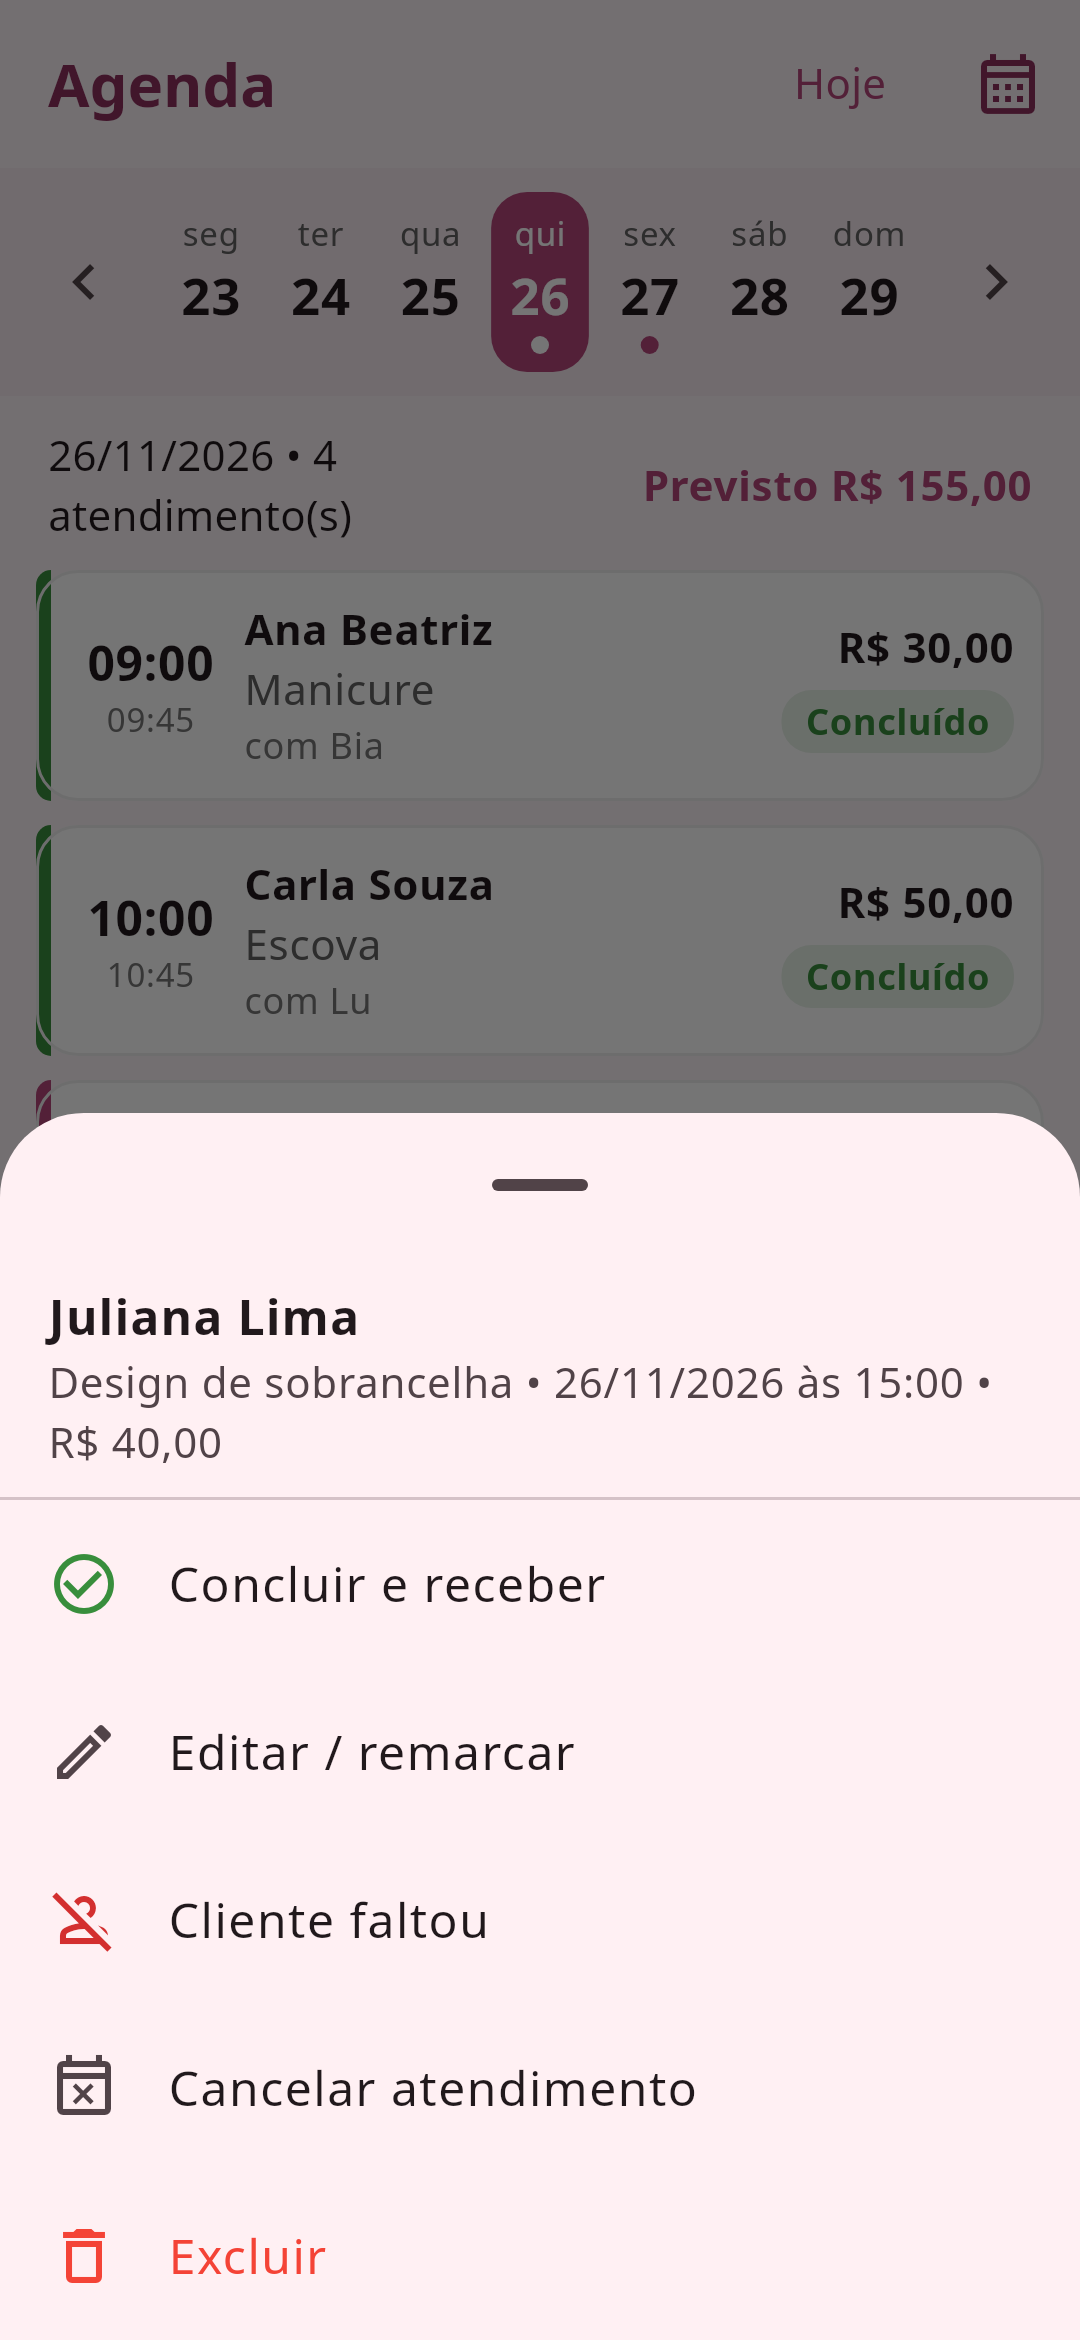 Agenda
Hoje
seg ter qua qui sex sáb dom
23 24 25 26 27 28 29
26/11/2026 • 4
atendimento(s)
Previsto R$ 155,00
09:00
09:45
Ana Beatriz
Manicure
com Bia
R$ 30,00
Concluído
10:00
10:45
Carla Souza
Escova
com Lu
R$ 50,00
Concluído
Juliana Lima
Design de sobrancelha • 26/11/2026 às 15:00 •
R$ 40,00
Concluir e receber
Editar / remarcar
Cliente faltou
Cancelar atendimento
Excluir